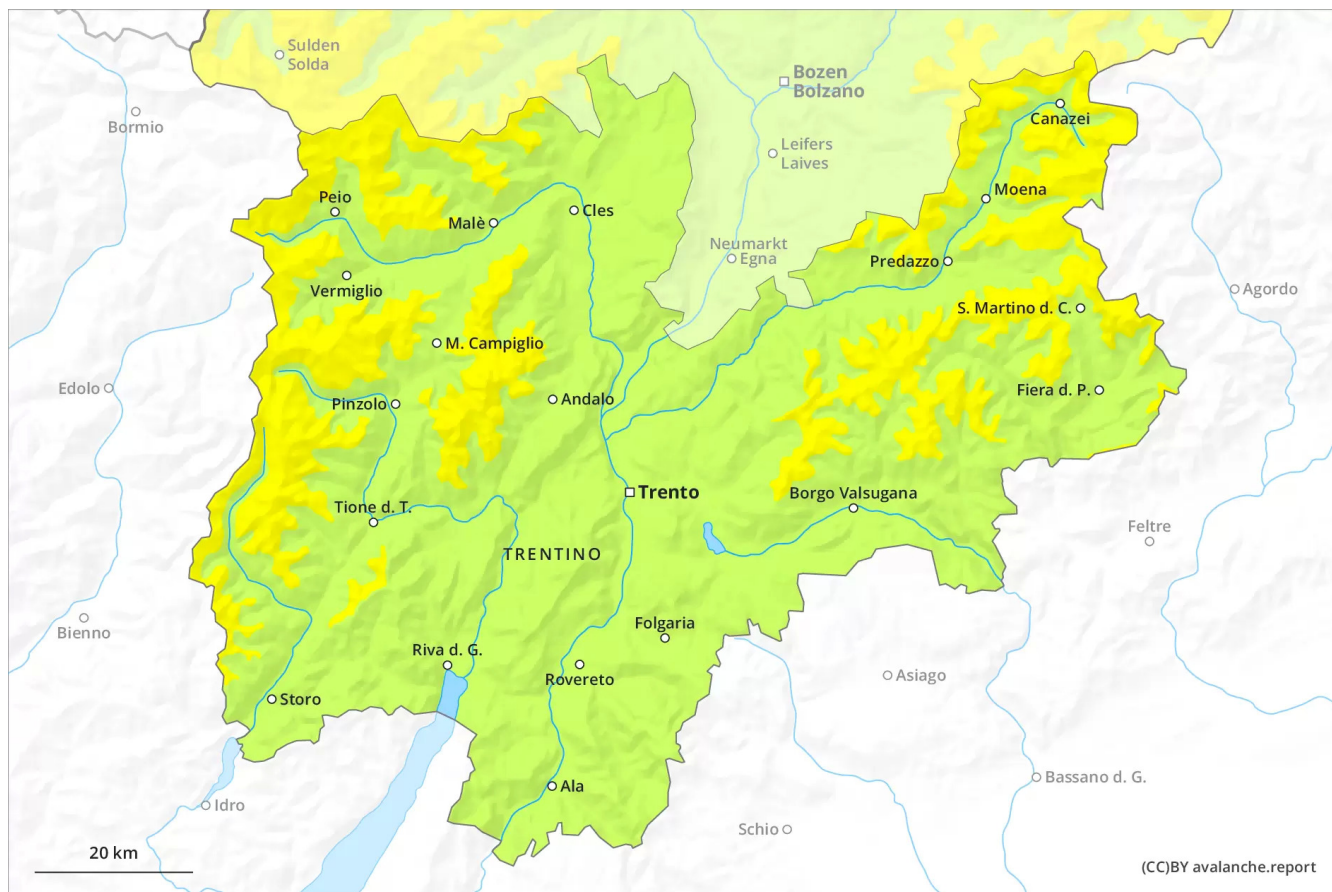 Sulden
Solda
Bozen
Bolzano
Bormio
Canazei
Leifers
Laives
Peio
Moena
Malè
Cles
Neumarkt
Egna
Predazzo
Vermiglio
Agordo
S. Martino d. C.
M. Campiglio
Edolo
Pinzolo
Andalo
Fiera d. P.
Trento
Borgo Valsugana
Tione d. T.
Feltre
TRENTINO
Bienno
Folgaria
Riva d. G.
Rovereto
Asiago
Storo
Ala
Bassano d. G.
Idro
Schio
20 km
(CC)BY avalanche.report